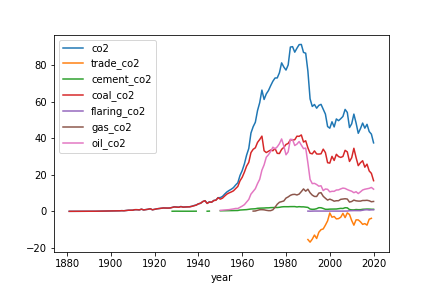 co2
trade_co2
cement_co2
coal_co2
flaring_co2
gas_co2
oil_co2
80
60
40
20
0
−20
1880 1900 1920 1940 1960 1980 2000 2020
year